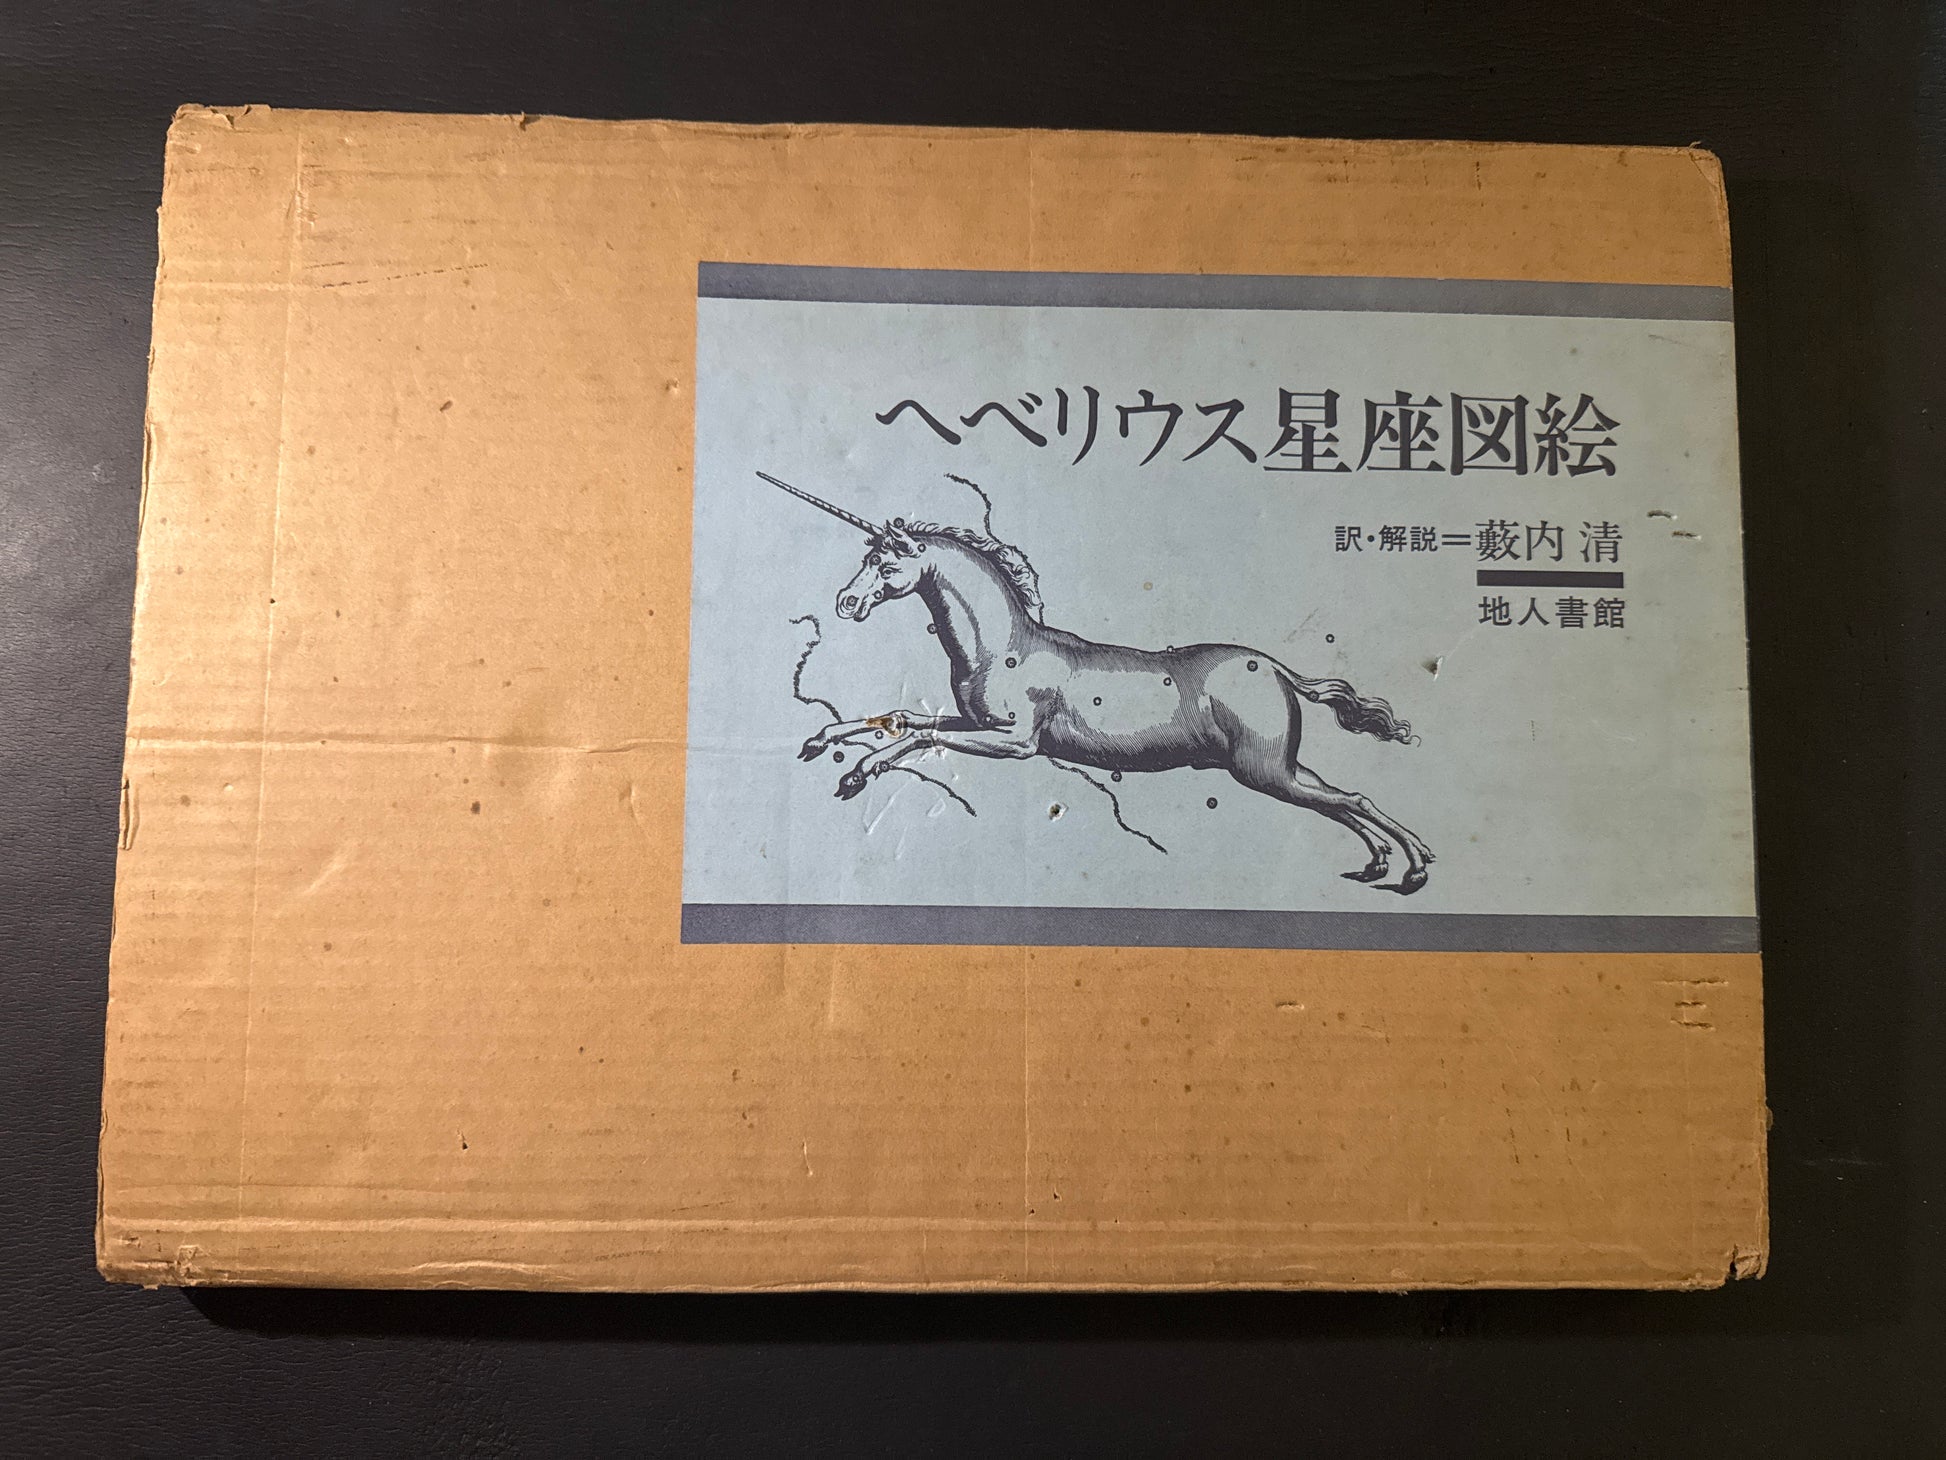 ヘベリウス星座図絵
訳・解説=藪内 清
地人書館